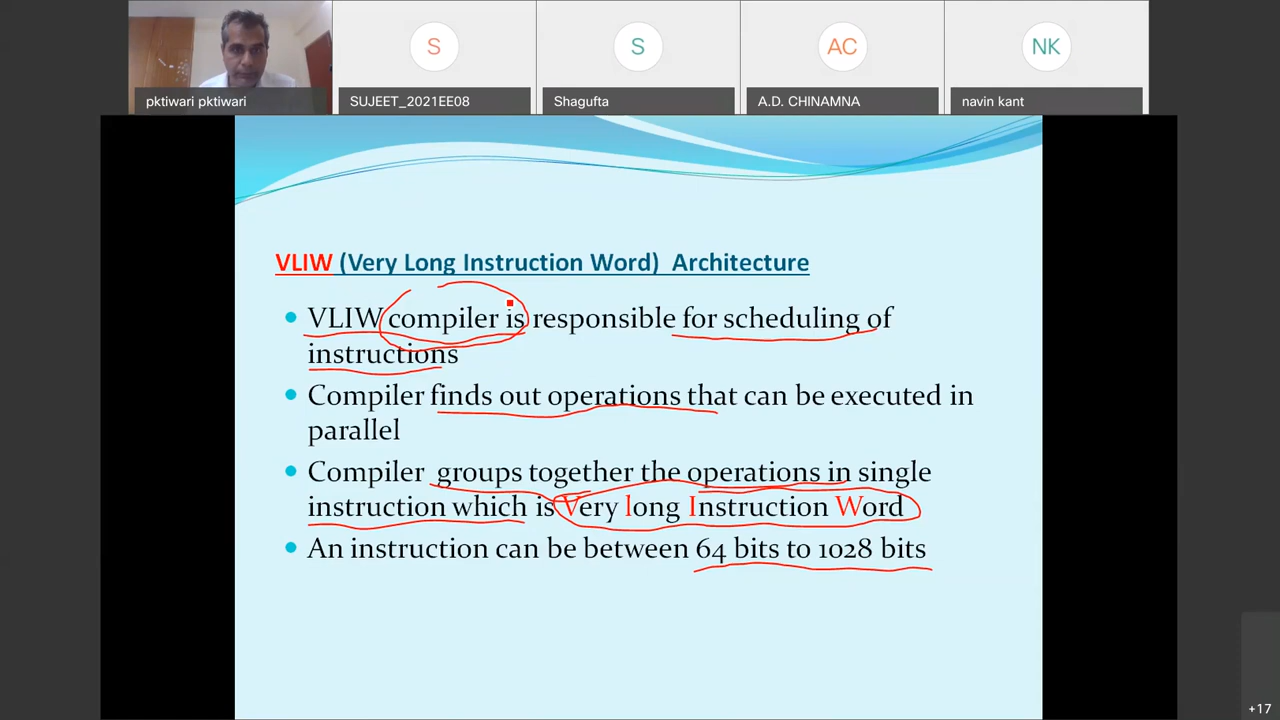 S
S
AC
NK
pktiwari pktiwari
SUJEET_2021EE08
Shagufta
A.D. CHINAMNA
navin kant
VLIW (Very Long Instruction Word) Architecture
• VLIW compiler is responsible for scheduling of
instructions
• Compiler finds out operations that can be executed in
parallel
• Compiler groups together the operations in single
instruction which is Very long Instruction Word
• An instruction can be between 64 bits to 1028 bits
+17